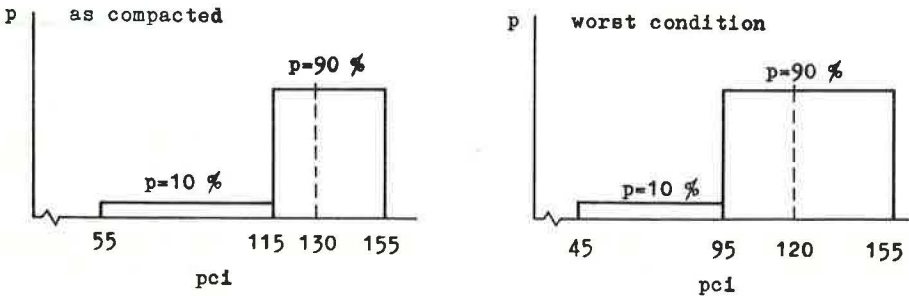 p as compacted
p=90 %
p=10 %
55 115 130 155
pci
p worst condition
p=90 %
p=10 %
45 95 120 155
pci